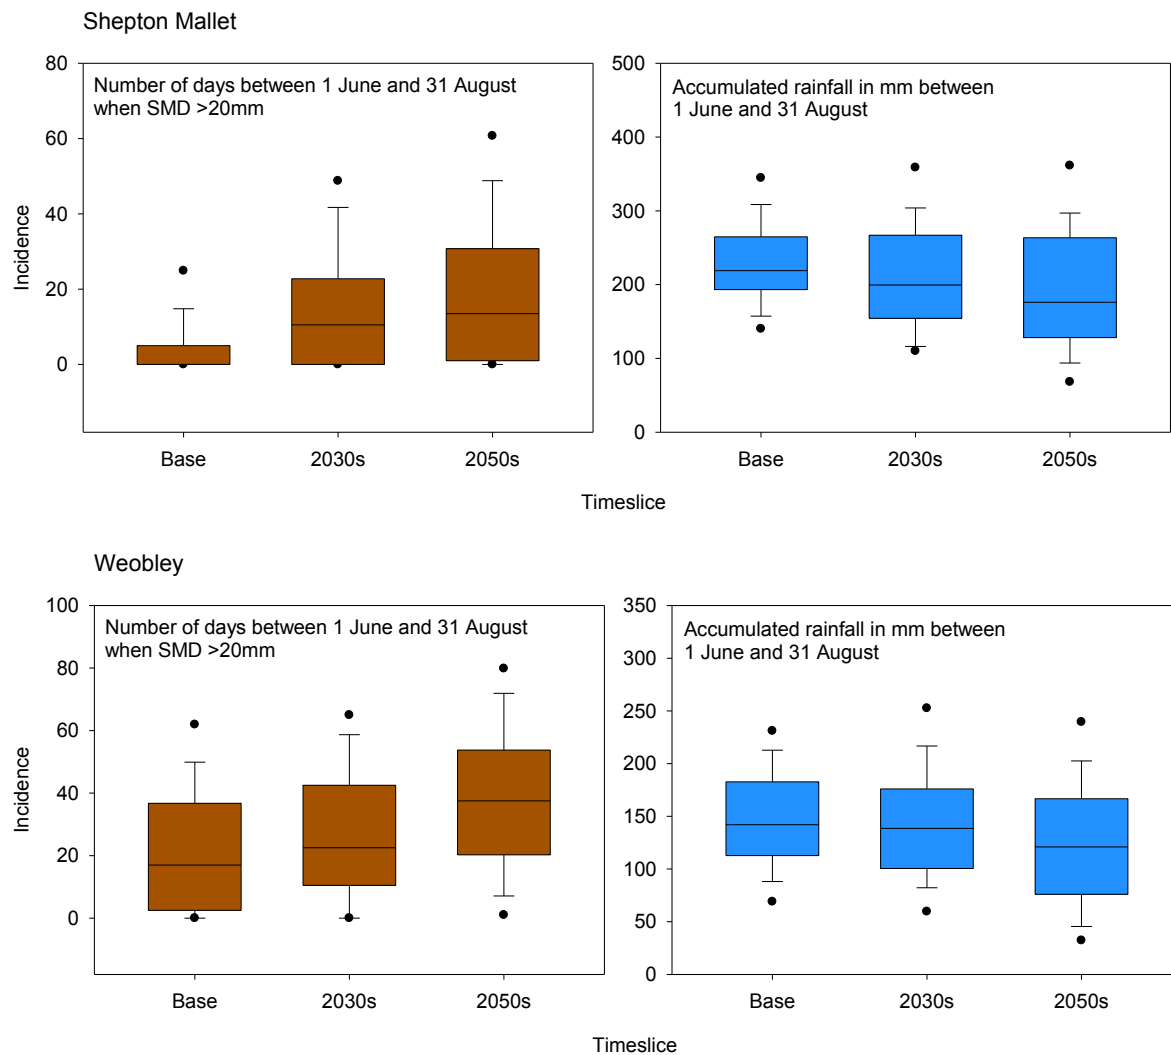 Shepton Mallet
80
60
40
20
0
Incidence
Number of days between 1 June and 31 August
when SMD >20mm
Base
2030s
2050s
500
400
300
200
100
0
Accumulated rainfall in mm between
1 June and 31 August
Base
2030s
2050s
Timeslice
Weobley
100
80
60
40
20
0
Incidence
Number of days between 1 June and 31 August
when SMD >20mm
Base
2030s
2050s
350
300
250
200
150
100
50
0
Accumulated rainfall in mm between
1 June and 31 August
Base
2030s
2050s
Timeslice